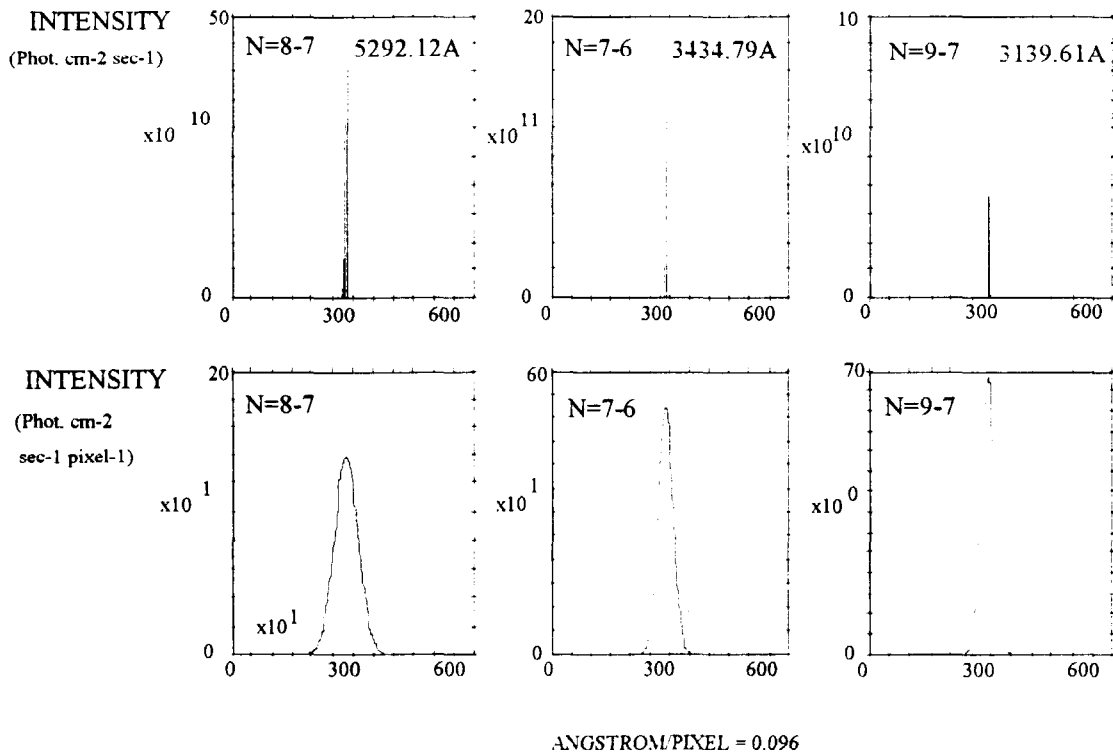 INTENSITY
(Phot. cm-2 sec-1)
50
x10 10
0
N=8-7 5292.12A
0 300 600
20
x10 11
0
N=7-6 3434.79A
0 300 600
10
x10 10
0
N=9-7 3139.61A
0 300 600
INTENSITY
(Phot. cm-2
sec-1 pixel-1)
20
x10 1
0
N=8-7
x10 1
0 300 600
60
x10 1
0
N=7-6
0 300 600
70
x10 0
0
N=9-7
0 300 600
ANGSTROM/PIXEL = 0.096